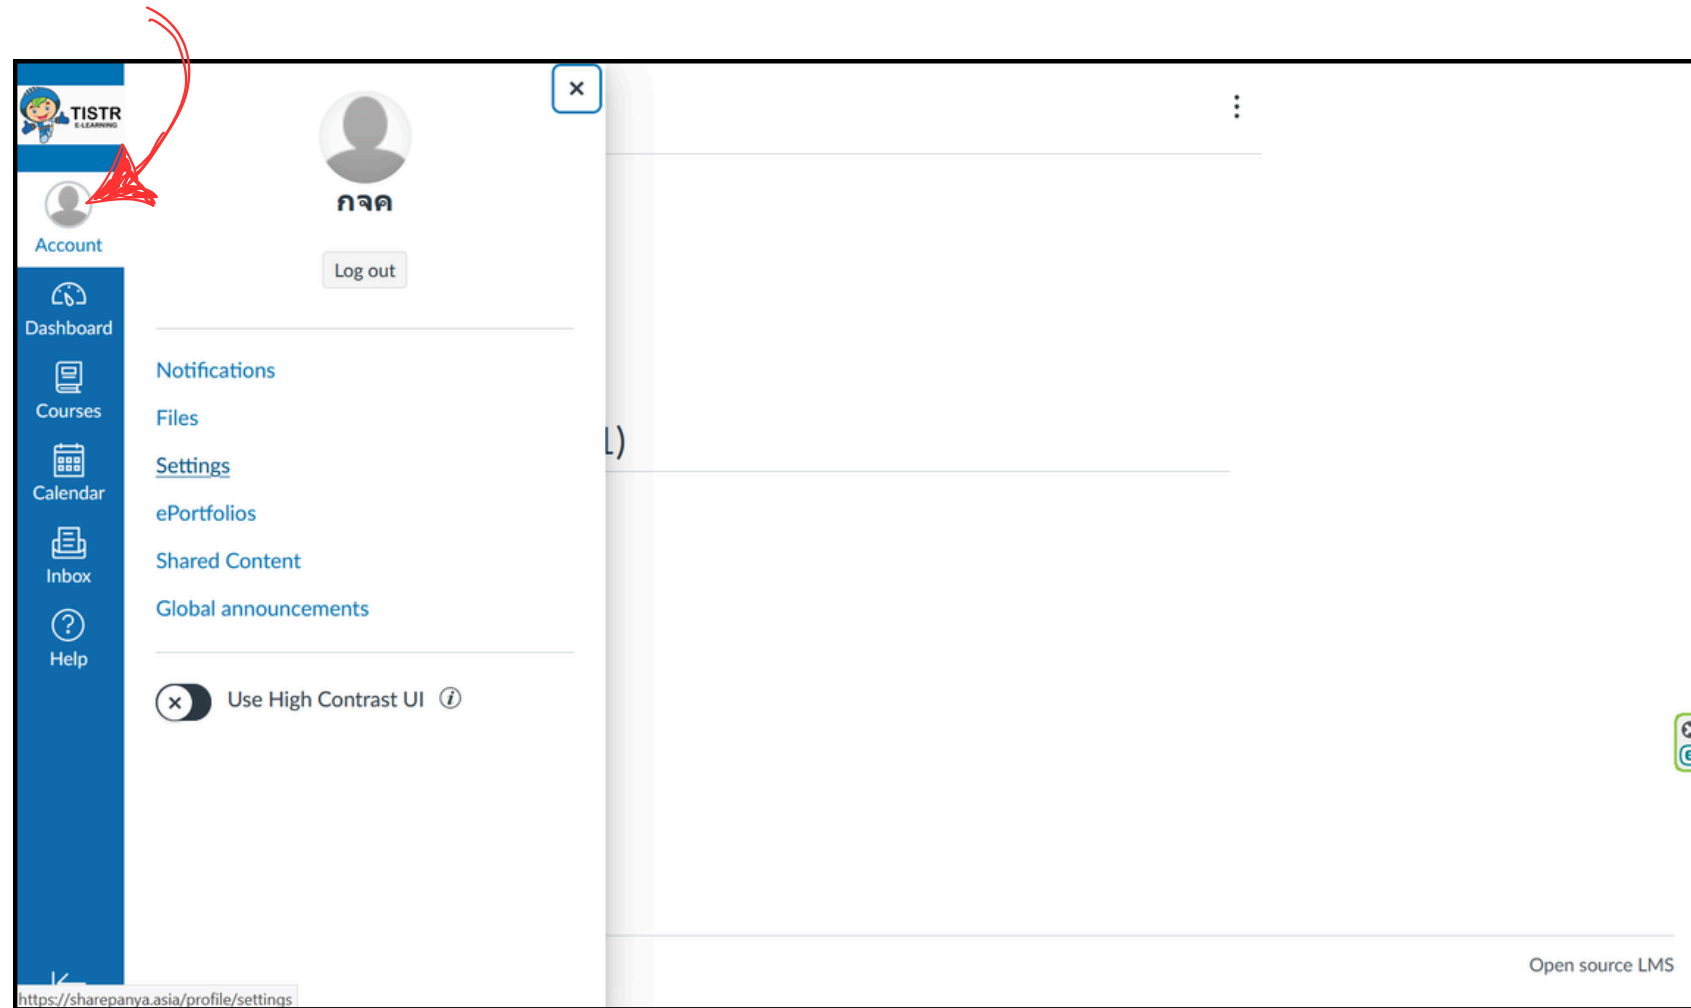 TISTR
E-LEARNING
Account
Dashboard
Courses
Calendar
Inbox
Help
กจค
Log out
Notifications
Files
Settings
ePortfolios
Shared Content
Global announcements
Use High Contrast UI
1)
Open source LMS
https://sharepanya.asia/profile/settings